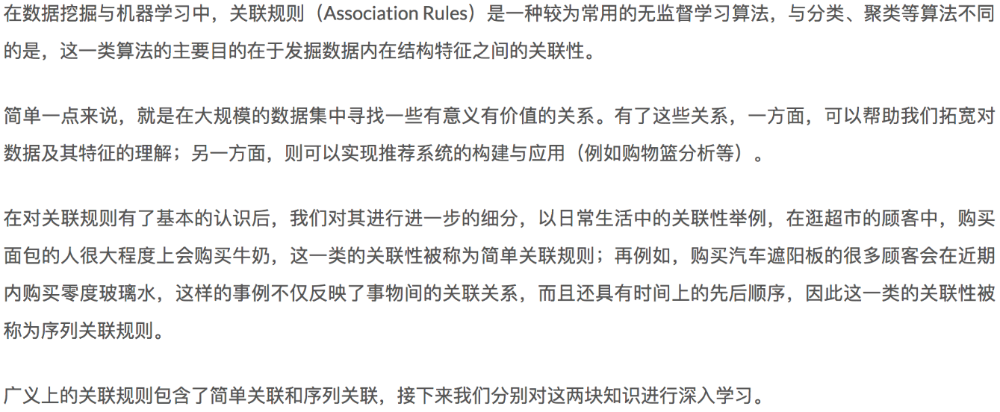 在数据挖掘与机器学习中，关联规则（Association Rules）是一种较为常用的无监督学习算法，与分类、聚类等算法不同
的是，这一类算法的主要目的在于发掘数据内在结构特征之间的关联性。
简单一点来说，就是在大规模的数据集中寻找一些有意义有价值的关系。有了这些关系，一方面，可以帮助我们拓宽对
数据及其特征的理解；另一方面，则可以实现推荐系统的构建与应用（例如购物篮分析等）。
在对关联规则有了基本的认识后，我们对其进行进一步的细分，以日常生活中的关联性举例，在逛超市的顾客中，购买
面包的人很大程度上会购买牛奶，这一类的关联性被称为简单关联规则；再例如，购买汽车遮阳板的很多顾客会在近期
内购买零度玻璃水，这样的事例不仅反映了事物间的关联关系，而且还具有时间上的先后顺序，因此这一类的关联性被
称为序列关联规则。
广义上的关联规则包含了简单关联和序列关联，接下来我们分别对这两块知识进行深入学习。